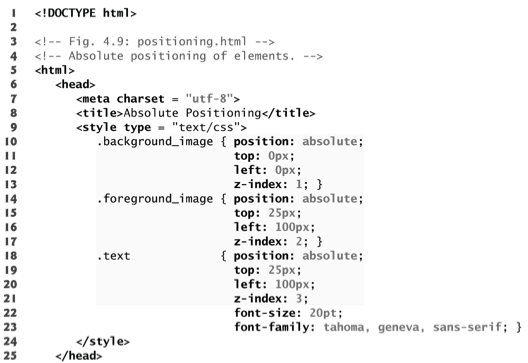 1 <!DOCTYPE html>
2
3 <!-- Fig. 4.9: positioning.html -->
4 <!-- Absolute positioning of elements. -->
5 <html>
6 <head>
7 <meta charset = "utf-8">
8 <title>Absolute Positioning</title>
9 <style type = "text/css">
10 .background_image { position: absolute;
11 top: 0px;
12 left: 0px;
13 z-index: 1; }
14 .foreground_image { position: absolute;
15 top: 25px;
16 left: 100px;
17 z-index: 2; }
18 .text { position: absolute;
19 top: 25px;
20 left: 100px;
21 z-index: 3;
22 font-size: 20pt;
23 font-family: tahoma, geneva, sans-serif; }
24 </style>
25 </head>